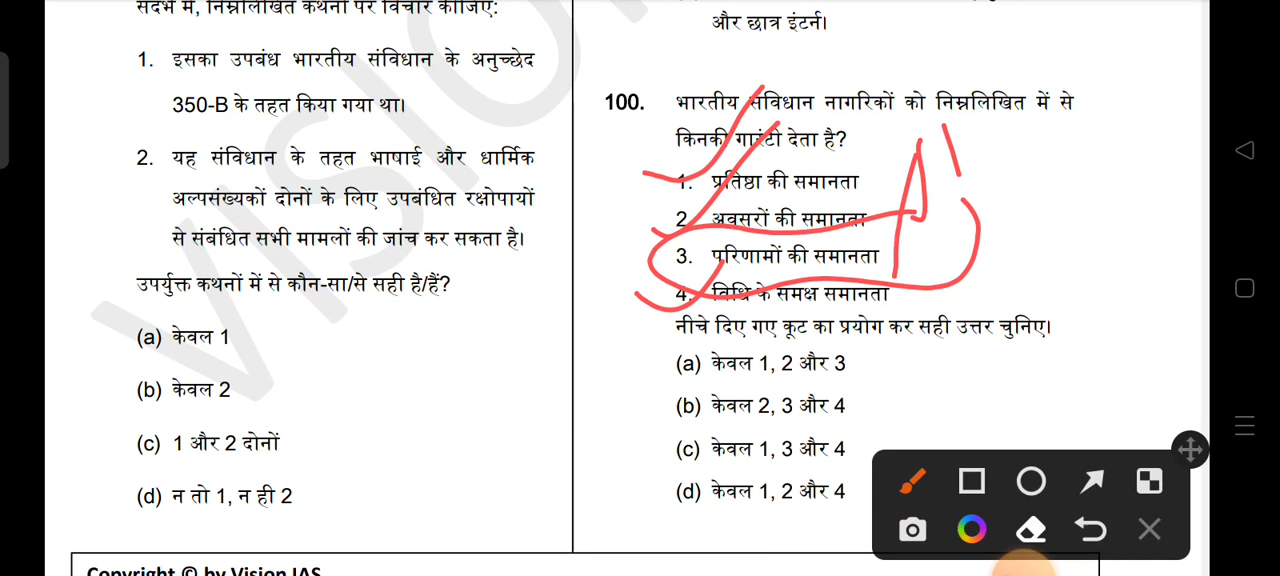 संदर्भ में, निम्नलिखित कथनों पर विचार कीजिए:
1. इसका उपबंध भारतीय संविधान के अनुच्छेद
350-B के तहत किया गया था।
2. यह संविधान के तहत भाषाई और धार्मिक
अल्पसंख्यकों दोनों के लिए उपबंधित रक्षोपायों
से संबंधित सभी मामलों की जांच कर सकता है।
उपर्युक्त कथनों में से कौन-सा/से सही है/हैं?
(a) केवल 1
(b) केवल 2
(c) 1 और 2 दोनों
(d) न तो 1, न ही 2
और छात्र इंटर्न।
100. भारतीय संविधान नागरिकों को निम्नलिखित में से
किनकी गारंटी देता है?
1. प्रतिष्ठा की समानता
2. अवसरों की समानता
3. परिणामों की समानता
4. विधि के समक्ष समानता
नीचे दिए गए कूट का प्रयोग कर सही उत्तर चुनिए।
(a) केवल 1, 2 और 3
(b) केवल 2, 3 और 4
(c) केवल 1, 3 और 4
(d) केवल 1, 2 और 4
Copyright © by Vision IAS